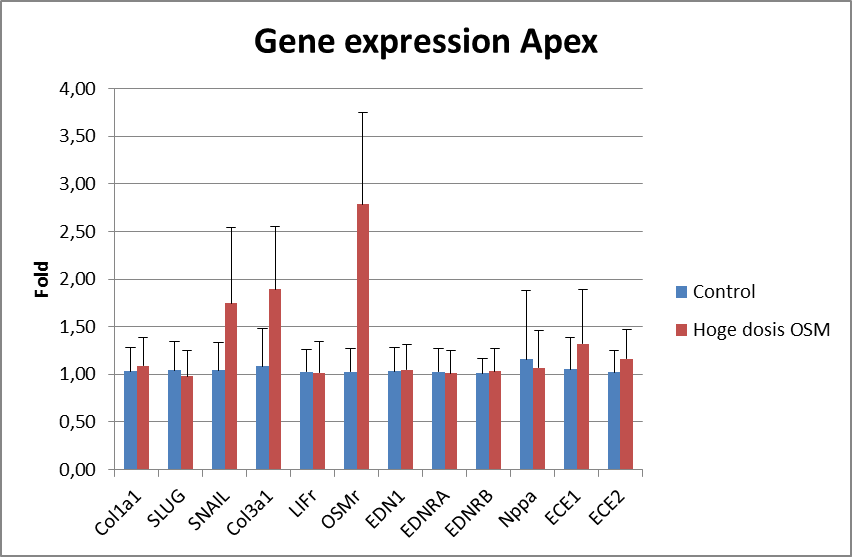 Gene expression Apex
4,00
3,50
3,00
2,50
2,00
1,50
1,00
0,50
0,00
Fold
Col1a1
SLUG
SNAIL
Col3a1
LIFr
OSMr
EDN1
EDNRA
EDNRB
Nppa
ECE1
ECE2
Control
Hoge dosis OSM